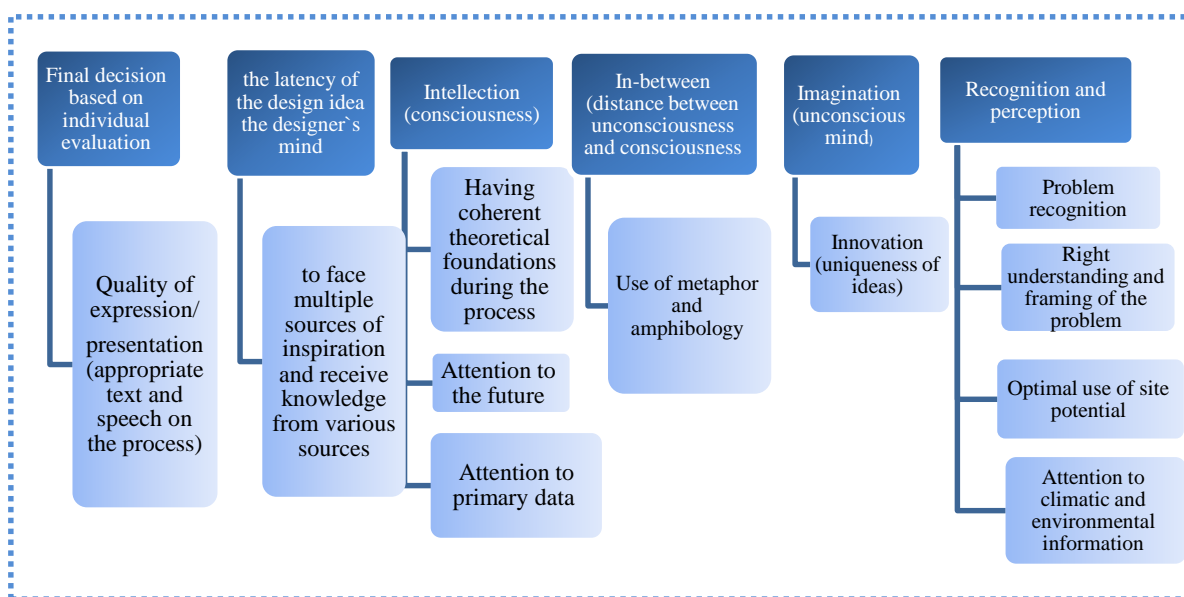 Final decision
based on
individual
evaluation
Quality of
expression/
presentation
(appropriate
text and
speech on
the process)
the latency of
the design idea
the designer`s
mind
to face
multiple
sources of
inspiration
and receive
knowledge
from various
sources
Intellection
(consciousness)
Having
coherent
theoretical
foundations
during the
process
Attention to
the future
Attention to
primary data
In-between
(distance between
unconsciousness
and consciousness
Use of metaphor
and
amphibology
Imagination
(unconscious
mind)
Innovation
(uniqueness of
ideas)
Recognition and
perception
Problem
recognition
Right
understanding and
framing of the
problem
Optimal use of site
potential
Attention to
climatic and
environmental
information